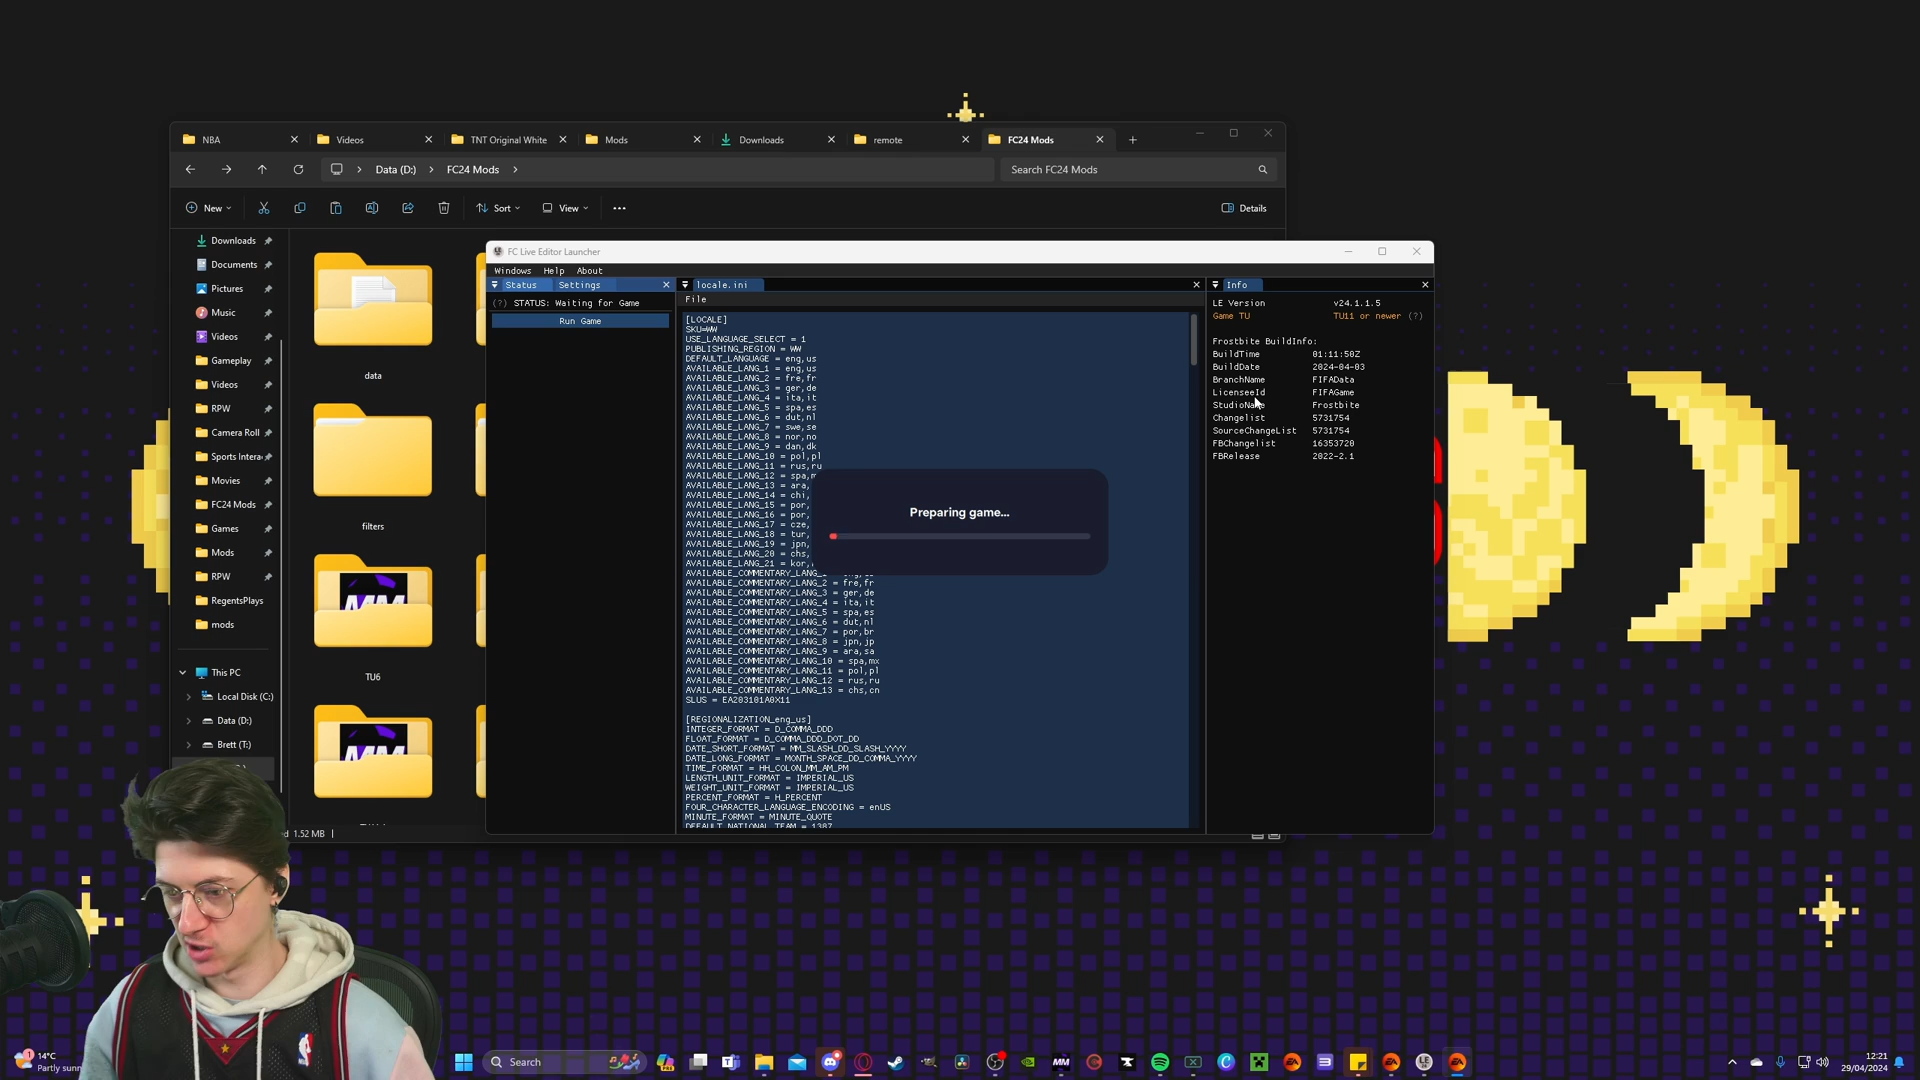 NBA
Videos
TNT Original White
Mods
Downloads
remote
FC24 Mods
Data (D:)
FC24 Mods
Search FC24 Mods
New
Sort
View
Details
Downloads
Documents
Pictures
Music
Videos
Gameplay
Videos
RPW
Camera Roll
Sports Intera
Movies
FC24 Mods
Games
Mods
RPW
RegentsPlays
mods
This PC
Local Disk (C:)
Data (D:)
Brett (T:)
data
filters
TU6
1.52 MB
FC Live Editor Launcher
Windows
Help
About
Status
Settings
(?) STATUS: Waiting for Game
Run Game
locale.ini
File
[LOCALE]
SKU=WW
USE_LANGUAGE_SELECT = 1
PUBLISHING_REGION = WW
DEFAULT_LANGUAGE = eng,us
AVAILABLE_LANG_1 = eng,us
AVAILABLE_LANG_2 = fre,fr
AVAILABLE_LANG_3 = ger,de
AVAILABLE_LANG_4 = ita,it
AVAILABLE_LANG_5 = spa,es
AVAILABLE_LANG_6 = dut,nl
AVAILABLE_LANG_7 = swe,se
AVAILABLE_LANG_8 = nor,no
AVAILABLE_LANG_9 = dan,dk
AVAILABLE_LANG_10 = pol,pl
AVAILABLE_LANG_11 = rus,ru
AVAILABLE_LANG_12 = spa,m
AVAILABLE_LANG_13 = ara,
AVAILABLE_LANG_14 = chi,
AVAILABLE_LANG_15 = por,
AVAILABLE_LANG_16 = por,
AVAILABLE_LANG_17 = cze,
AVAILABLE_LANG_18 = tur,
AVAILABLE_LANG_19 = jpn,
AVAILABLE_LANG_20 = chs,
AVAILABLE_LANG_21 = kor,
AVAILABLE_COMMENTARY_LANG_
AVAILABLE_COMMENTARY_LANG_2 = fre,fr
AVAILABLE_COMMENTARY_LANG_3 = ger,de
AVAILABLE_COMMENTARY_LANG_4 = ita,it
AVAILABLE_COMMENTARY_LANG_5 = spa,es
AVAILABLE_COMMENTARY_LANG_6 = dut,nl
AVAILABLE_COMMENTARY_LANG_7 = por,br
AVAILABLE_COMMENTARY_LANG_8 = jpn,jp
AVAILABLE_COMMENTARY_LANG_9 = ara,sa
AVAILABLE_COMMENTARY_LANG_10 = spa,mx
AVAILABLE_COMMENTARY_LANG_11 = pol,pl
AVAILABLE_COMMENTARY_LANG_12 = rus,ru
AVAILABLE_COMMENTARY_LANG_13 = chs,cn
SLUS = EA203101A0X11
[REGIONALIZATION_eng_us]
INTEGER_FORMAT = D_COMMA_DDD
FLOAT_FORMAT = D_COMMA_DDD_DOT_DD
DATE_SHORT_FORMAT = MM_SLASH_DD_SLASH_YYYY
DATE_LONG_FORMAT = MONTH_SPACE_DD_COMMA_YYYY
TIME_FORMAT = HH_COLON_MM_AM_PM
LENGTH_UNIT_FORMAT = IMPERIAL_US
WEIGHT_UNIT_FORMAT = IMPERIAL_US
PERCENT_FORMAT = H_PERCENT
FOUR_CHARACTER_LANGUAGE_ENCODING = enUS
MINUTE_FORMAT = MINUTE_QUOTE
DEFAULT_NATIONAL_TEAM = 1387
Preparing game...
Info
LE Version v24.1.1.5
Game TU TU11 or newer (?)
Frostbite BuildInfo:
BuildTime 01:11:50Z
BuildDate 2024-04-03
BranchName FIFAData
LicenseeId FIFAGame
StudioName Frostbite
Changelist 5731754
SourceChangeList 5731754
FBChangelist 16353720
FBRelease 2022-2.1
14°C
Partly sunn
Search
12:21
29/04/2024